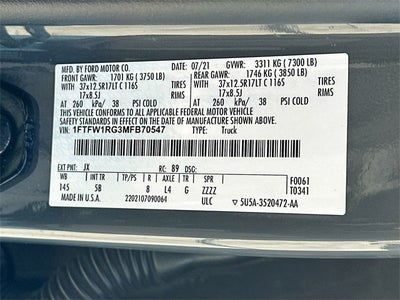 MFD. BY FORD MOTOR CO.
07/21 GVWR: 3311 KG ( 7300 LB)
FRONT GAWR: 1701 KG ( 3750 LB) REAR GAWR: 1746 KG ( 3850 LB)
WITH WITH
37x12.5R17LT C 116S TIRES 37x12.5R17LT C 116S TIRES
17x8.5J RIMS 17x8.5J RIMS
AT 260 kPa/ 38 PSI COLD AT 260 kPa/ 38 PSI COLD
THIS VEHICLE CONFORMS TO ALL APPLICABLE FEDERAL MOTOR VEHICLE
SAFETY STANDARDS IN EFFECT ON THE DATE OF MANUFACTURE SHOWN ABOVE.
VIN: 1FTFW1RG3MFB70547 TYPE: Truck
EXT PNT: JX RC: 89 DSO: F0061
WB INT TR TP/PS R AXLE TR SPR T0341
145 5B 8 L4 G ZZZZ
MADE IN U.S.A. 2202107090064 ULC 5U5A-3520472-AA